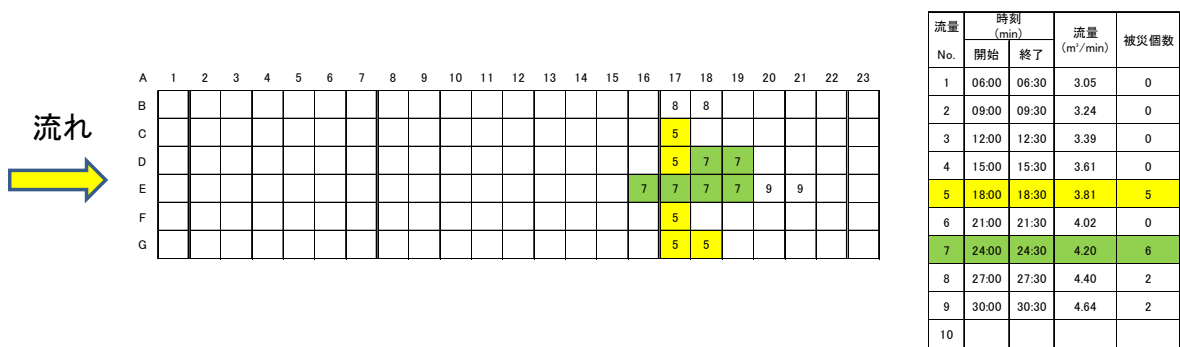 流れ
A 1 2 3 4 5 6 7 8 9 10 11 12 13 14 15 16 17 18 19 20 21 22 23
B 8 8
C 5
D 5 7 7
E 7 7 7 7 9 9
F 5
G 5 5
流量 時刻 流量 被災個数
(min) (m³/min)
No. 開始 終了
1 06:00 06:30 3.05 0
2 09:00 09:30 3.24 0
3 12:00 12:30 3.39 0
4 15:00 15:30 3.61 0
5 18:00 18:30 3.81 5
6 21:00 21:30 4.02 0
7 24:00 24:30 4.20 6
8 27:00 27:30 4.40 2
9 30:00 30:30 4.64 2
10